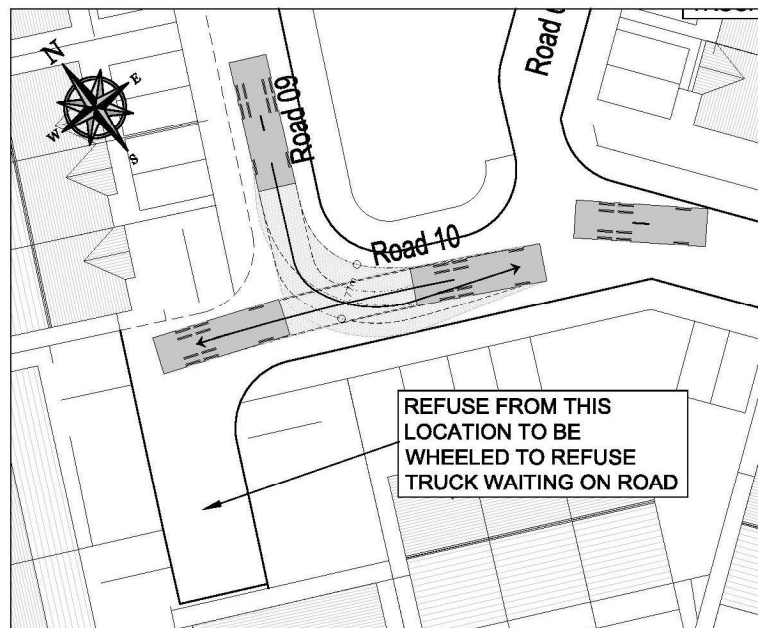 N
E
W
S
Road 09
Road 10
REFUSE FROM THIS
LOCATION TO BE
WHEELED TO REFUSE
TRUCK WAITING ON ROAD